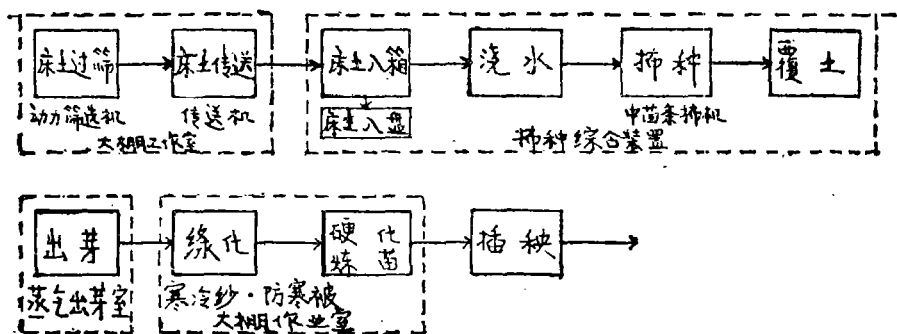 床土过筛
床土传送
床土入箱
浇水
播种
覆土
动力筛选机
传送机
床土入盘
中苗条播机
大棚工作室
播种综合装置
出芽
绿化
硬化
炼苗
插秧
蒸气出芽室
寒冷纱·防寒被
大棚作业室